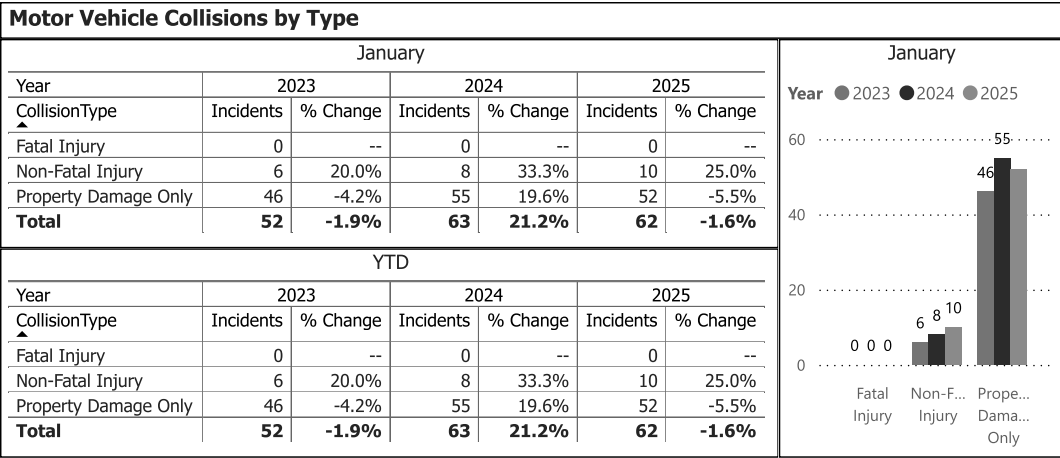 Motor Vehicle Collisions by Type
January
Year 2023 2024 2025
CollisionType Incidents % Change Incidents % Change Incidents % Change
Fatal Injury 0 -- 0 -- 0 --
Non-Fatal Injury 6 20.0% 8 33.3% 10 25.0%
Property Damage Only 46 -4.2% 55 19.6% 52 -5.5%
Total 52 -1.9% 63 21.2% 62 -1.6%
YTD
Year 2023 2024 2025
CollisionType Incidents % Change Incidents % Change Incidents % Change
Fatal Injury 0 -- 0 -- 0 --
Non-Fatal Injury 6 20.0% 8 33.3% 10 25.0%
Property Damage Only 46 -4.2% 55 19.6% 52 -5.5%
Total 52 -1.9% 63 21.2% 62 -1.6%
January
Year 2023 2024 2025
60
55
46
40
20
10
8
6
0 0 0
0
Fatal Non-F... Prope...
Injury Injury Dama...
Only